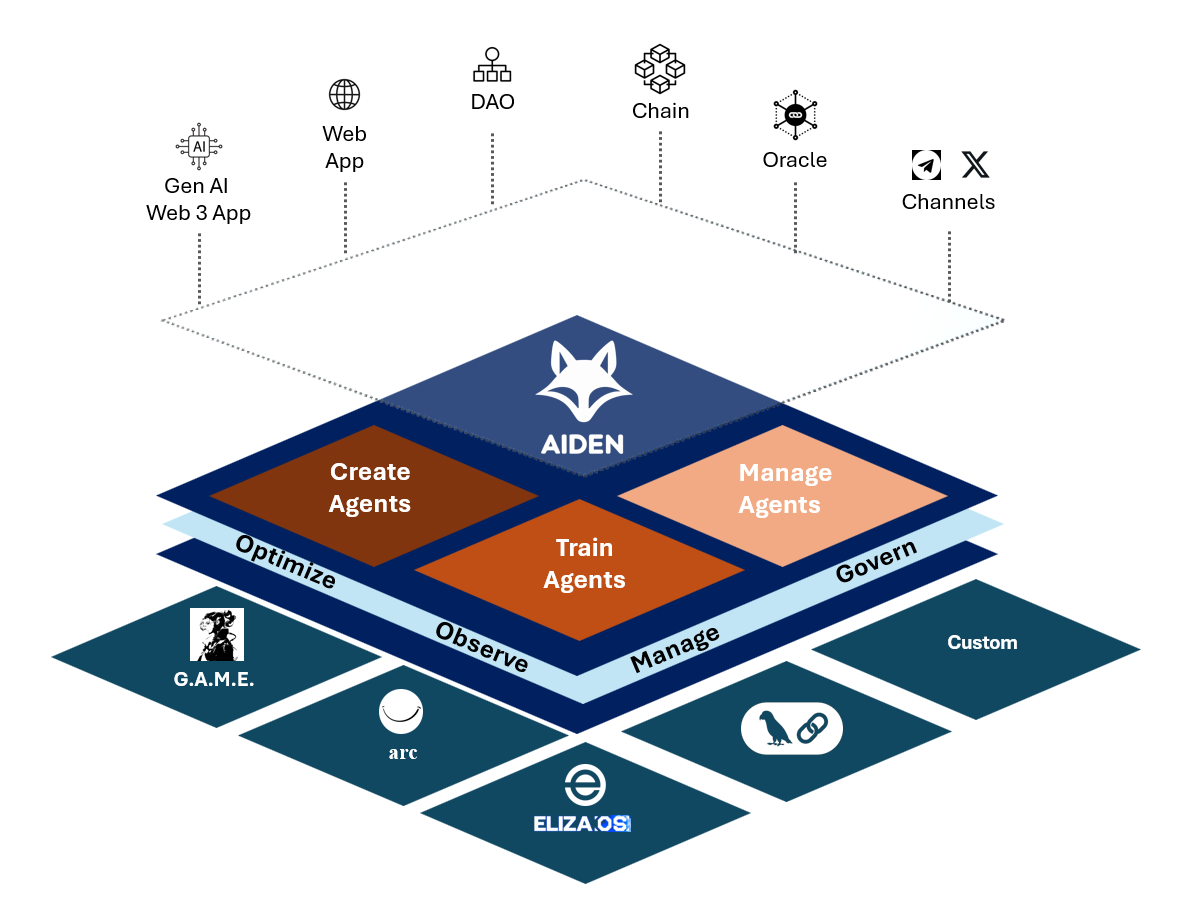 DAO
Chain
Web
App
Oracle
AI
Gen AI
Web 3 App
Channels
AIDEN
Create
Agents
Manage
Agents
Train
Agents
Optimize
Observe
Manage
Govern
G.A.M.E.
arc
ELIZA OS
Custom